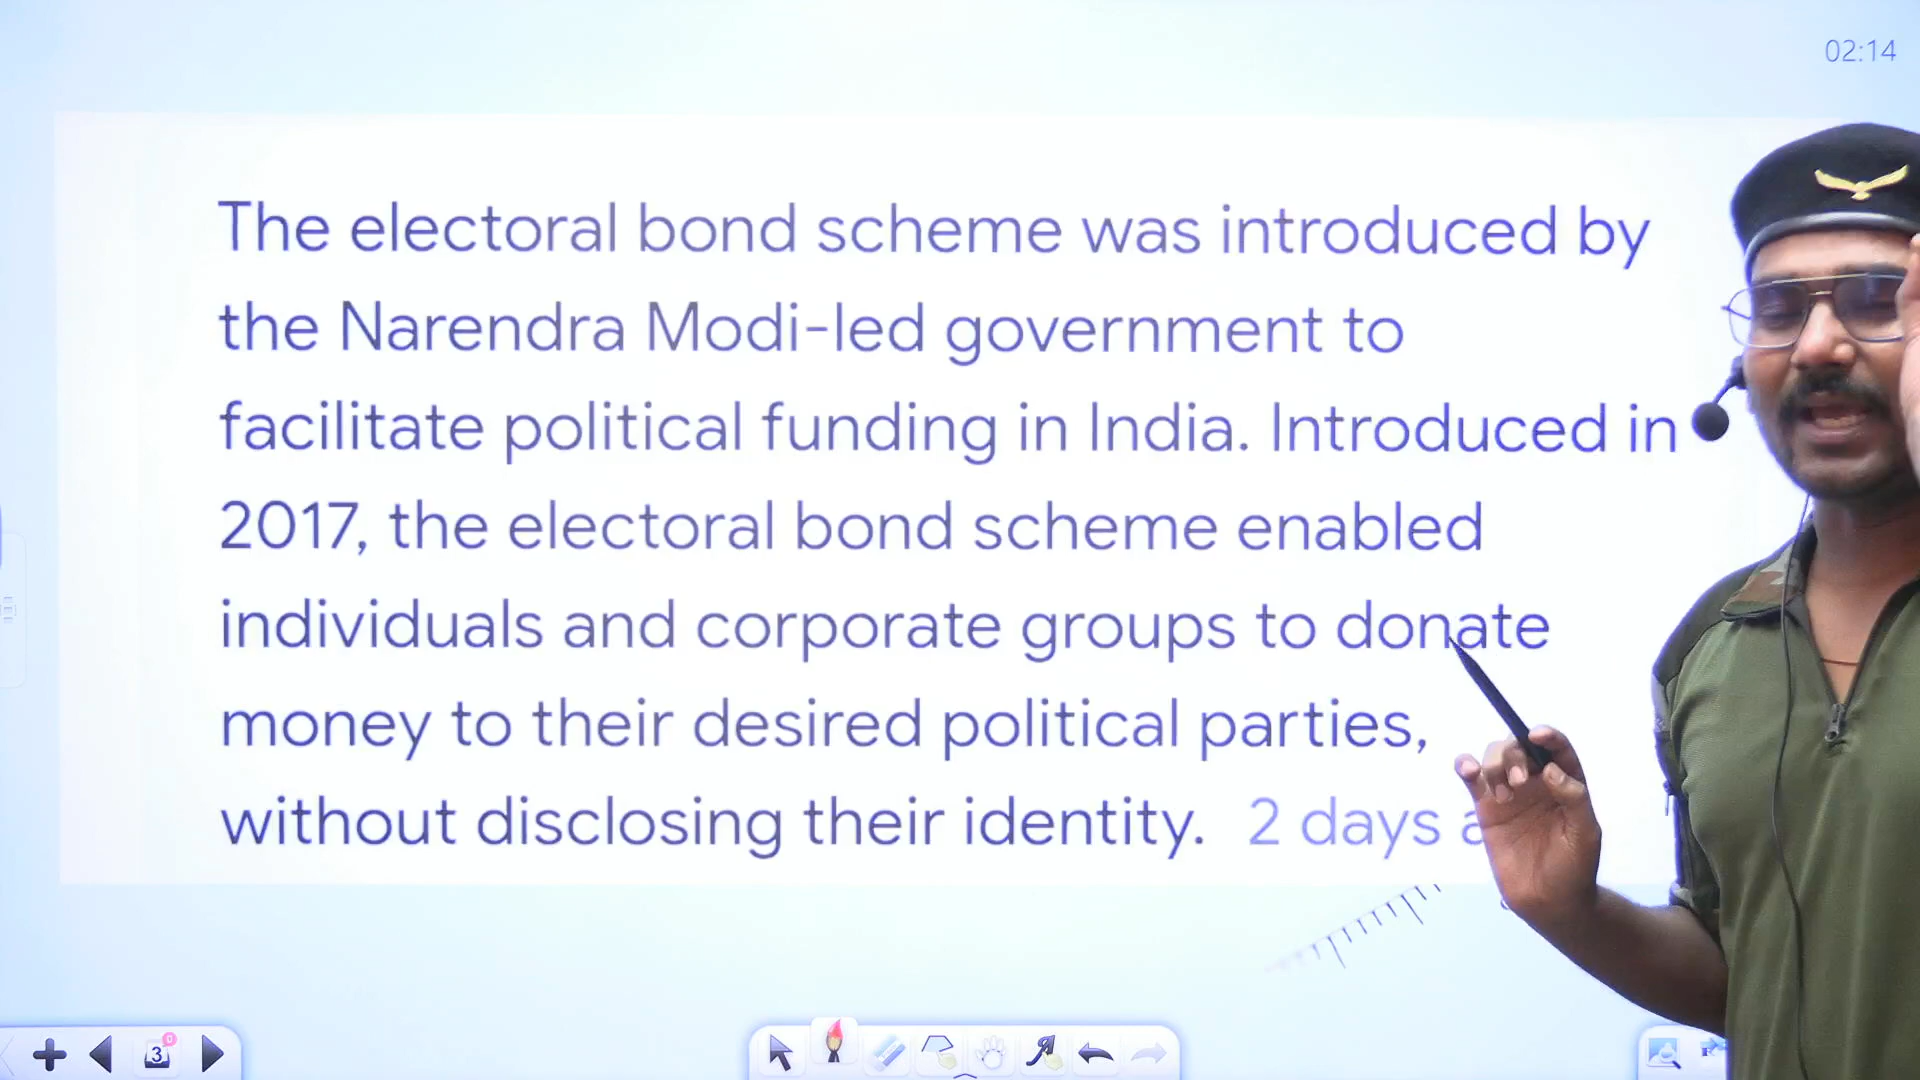 02:14
The electoral bond scheme was introduced by
the Narendra Modi-led government to
facilitate political funding in India. Introduced in
2017, the electoral bond scheme enabled
individuals and corporate groups to donate
money to their desired political parties,
without disclosing their identity. 2 days
3
0